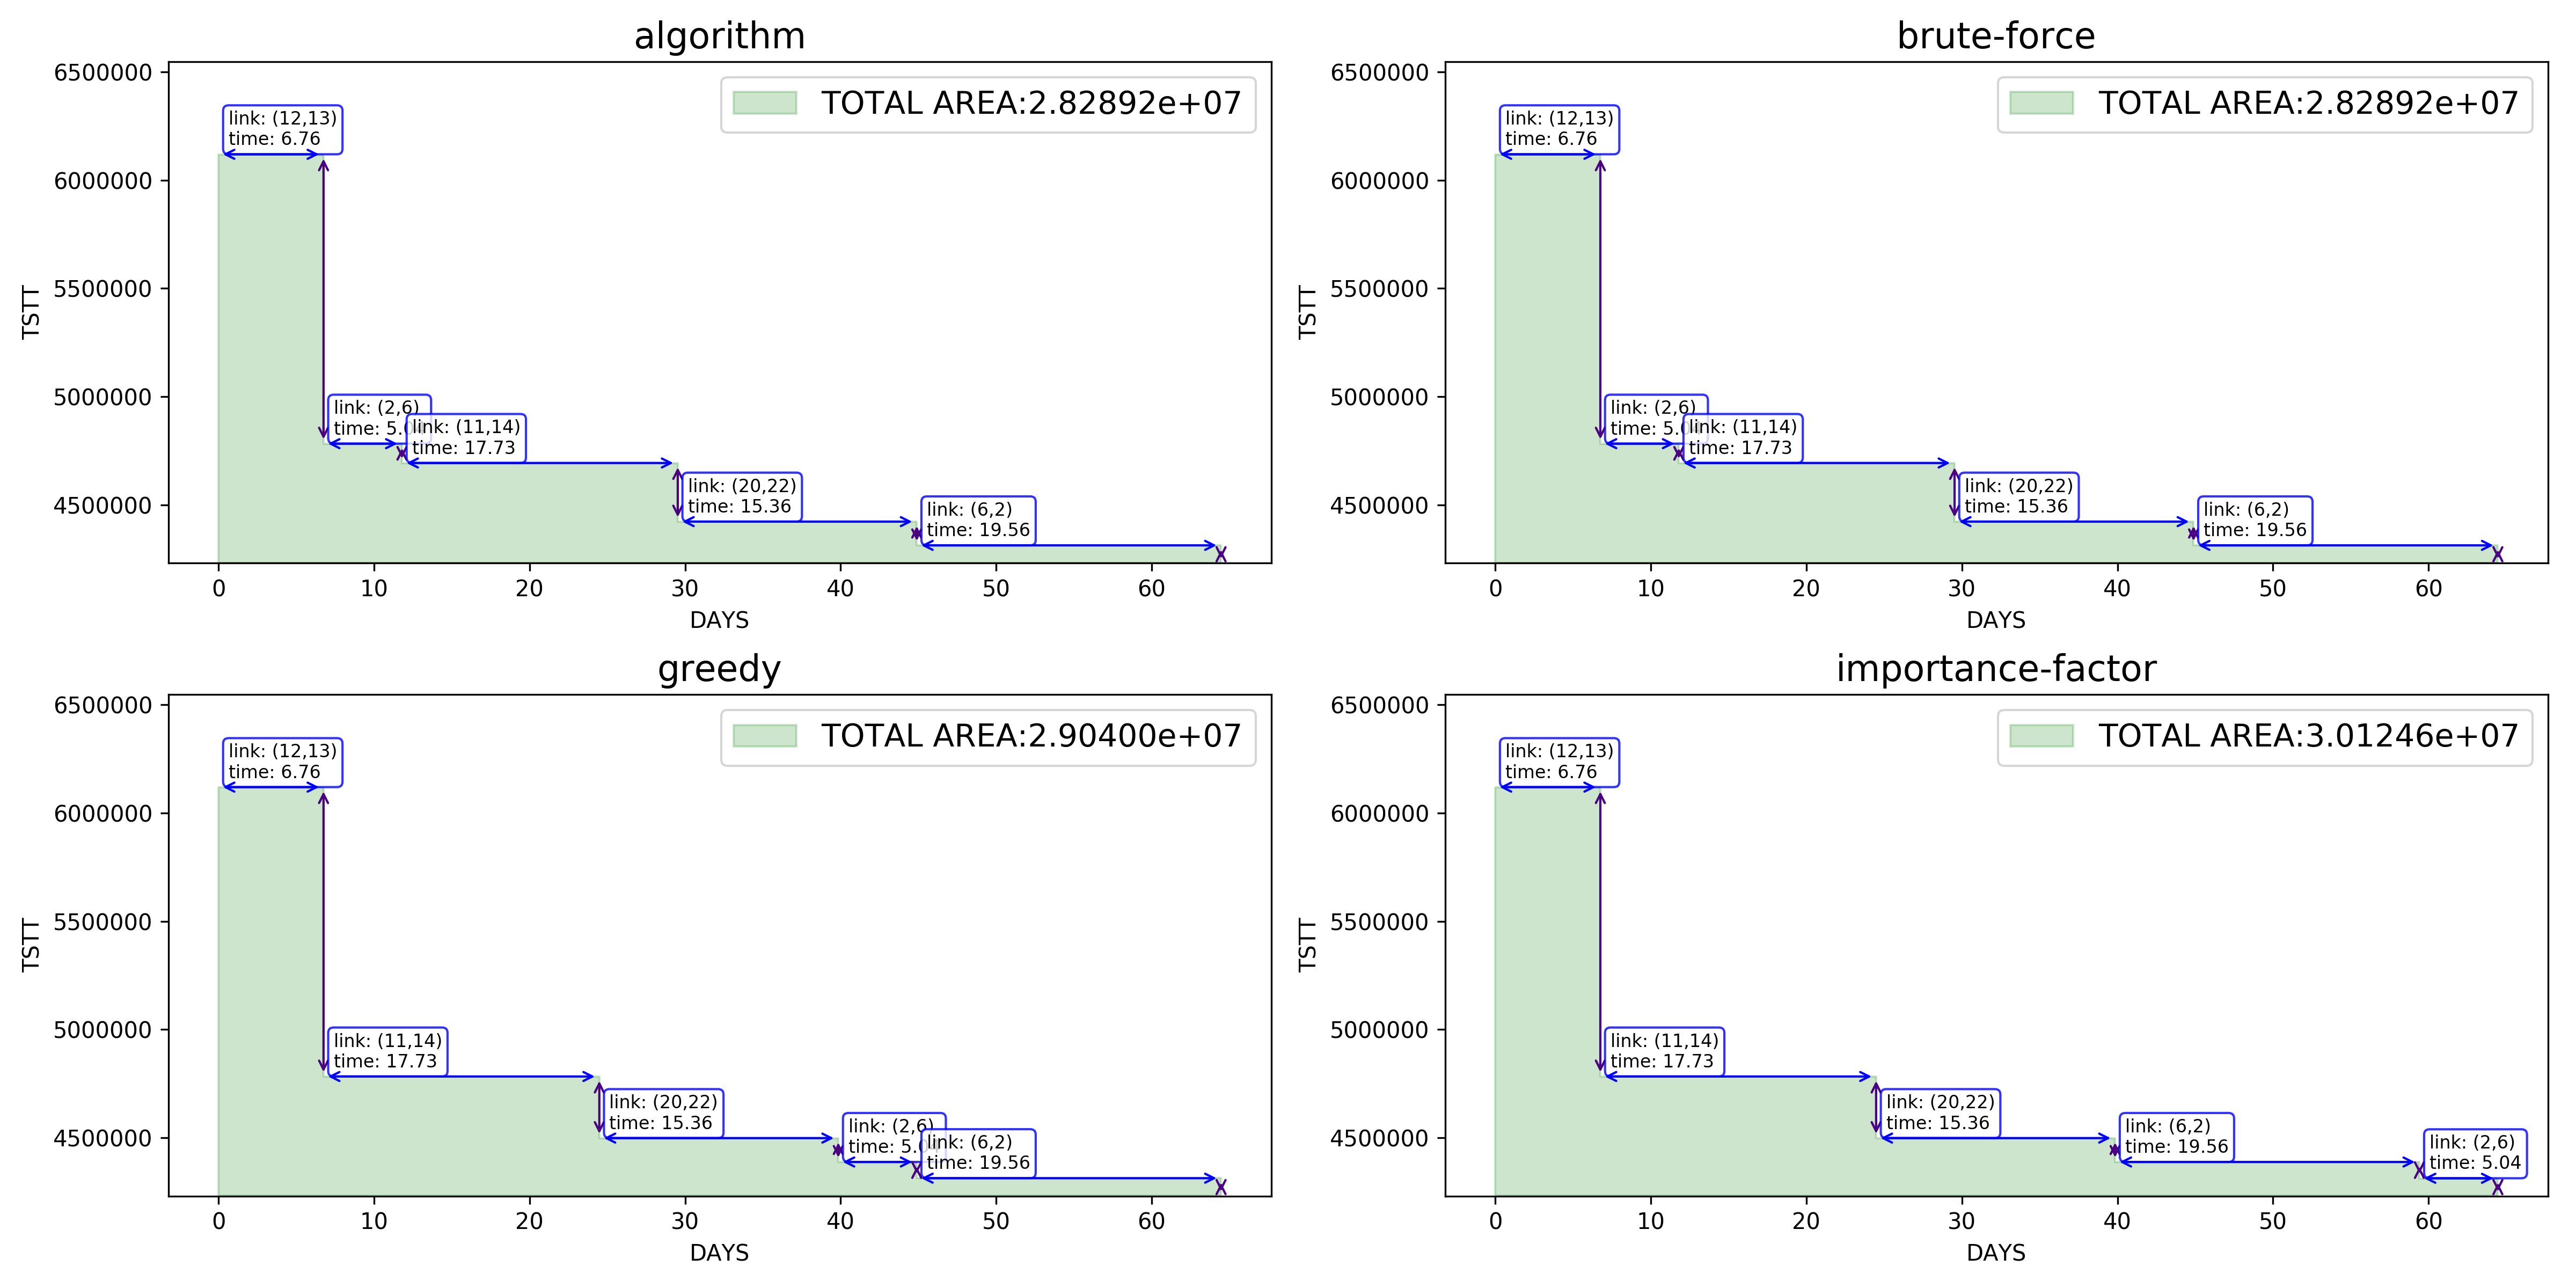 algorithm
6500000
6000000
5500000
5000000
4500000
TSTT
TOTAL AREA:2.82892e+07
link: (12,13)
time: 6.76
link: (2,6)
time: 5.
link: (11,14)
time: 17.73
link: (20,22)
time: 15.36
link: (6,2)
time: 19.56
0 10 20 30 40 50 60
DAYS
brute-force
6500000
6000000
5500000
5000000
4500000
TSTT
TOTAL AREA:2.82892e+07
link: (12,13)
time: 6.76
link: (2,6)
time: 5.
link: (11,14)
time: 17.73
link: (20,22)
time: 15.36
link: (6,2)
time: 19.56
0 10 20 30 40 50 60
DAYS
greedy
6500000
6000000
5500000
5000000
4500000
TSTT
TOTAL AREA:2.90400e+07
link: (12,13)
time: 6.76
link: (11,14)
time: 17.73
link: (20,22)
time: 15.36
link: (2,6)
time: 5.
link: (6,2)
time: 19.56
0 10 20 30 40 50 60
DAYS
importance-factor
6500000
6000000
5500000
5000000
4500000
TSTT
TOTAL AREA:3.01246e+07
link: (12,13)
time: 6.76
link: (11,14)
time: 17.73
link: (20,22)
time: 15.36
link: (6,2)
time: 19.56
link: (2,6)
time: 5.04
0 10 20 30 40 50 60
DAYS